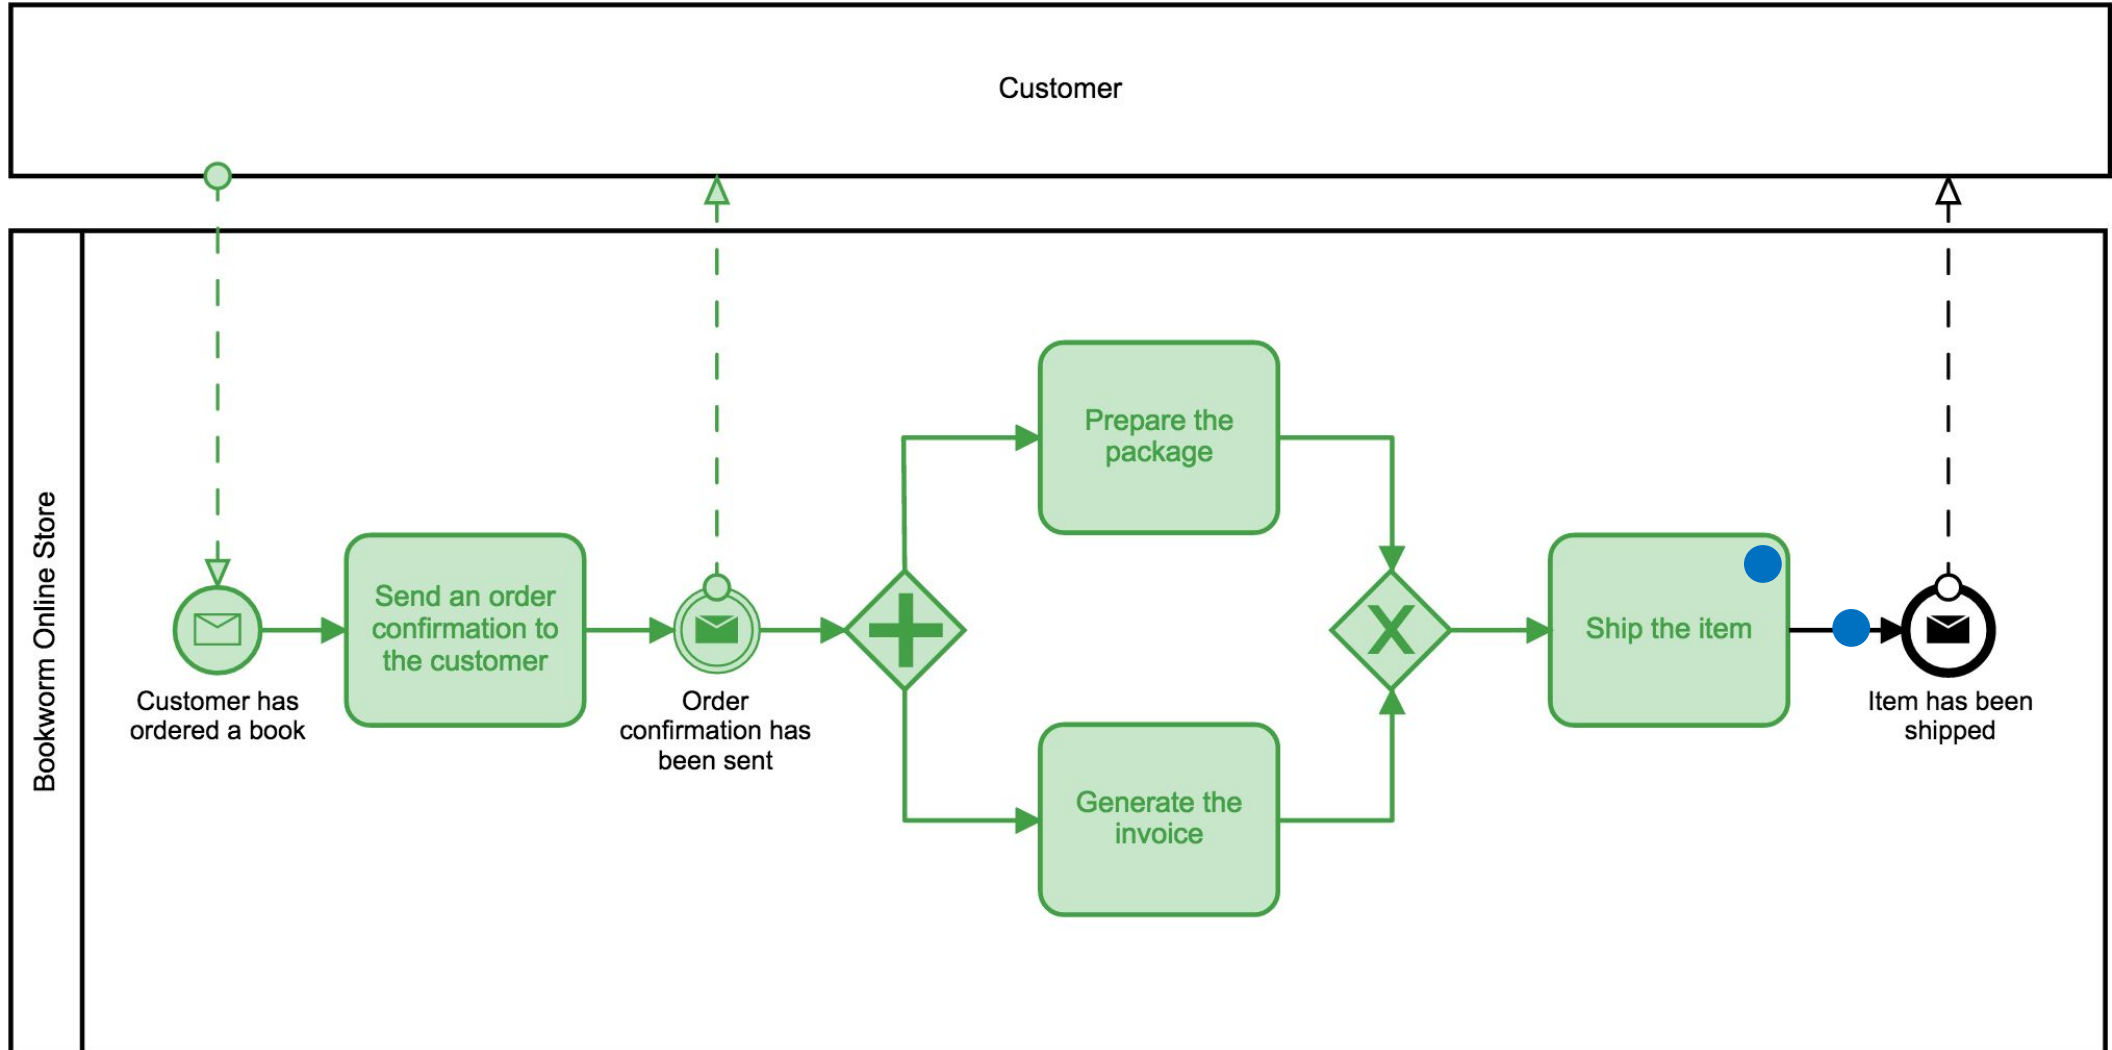 Customer
Bookworm Online Store
Customer has
ordered a book
Send an order
confirmation to
the customer
Order
confirmation has
been sent
Prepare the
package
Generate the
invoice
X
Ship the item
Item has been
shipped